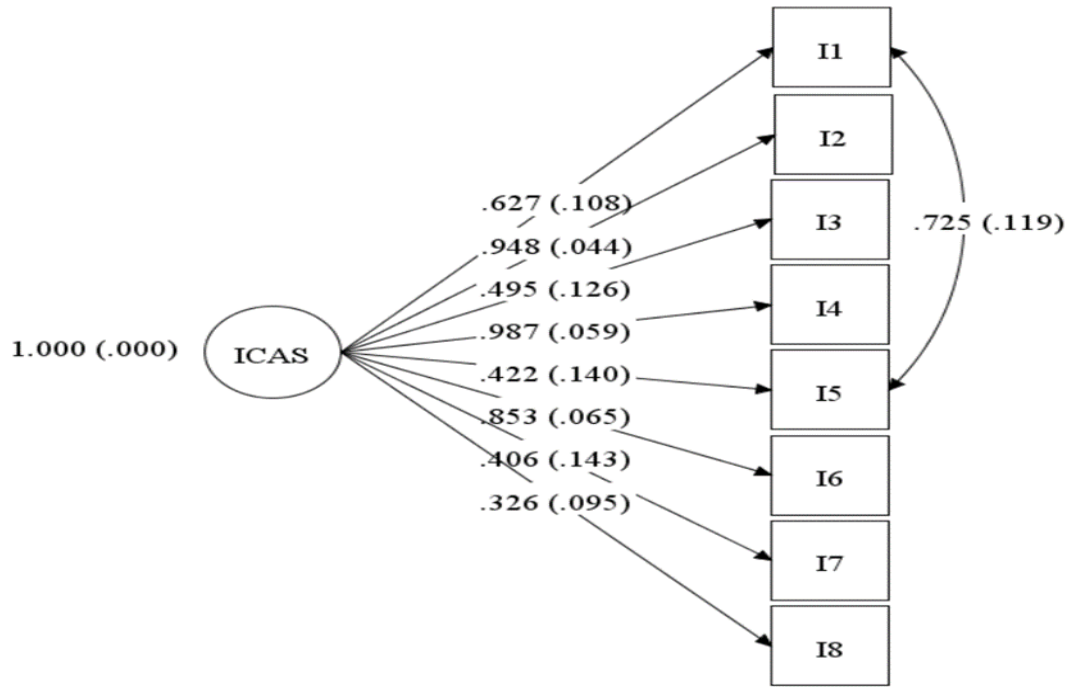 I1
I2
.627 (.108)
I3
.725 (.119)
.948 (.044)
.495 (.126)
I4
.987 (.059)
1.000 (.000)
ICAS
.422 (.140)
I5
.853 (.065)
.406 (.143)
I6
.326 (.095)
I7
I8